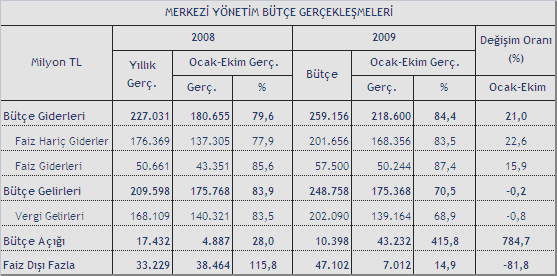 MERKEZİ YÖNETİM BÜTÇE GERÇEKLEŞMELERİ
Milyon TL 2008 2009 Değişim Oranı (%)
Yıllık Gerç. Ocak-Ekim Gerç. Bütçe Ocak-Ekim Gerç. Ocak-Ekim
Gerç. % Gerç. %
Bütçe Giderleri 227.031 180.655 79,6 259.156 218.600 84,4 21,0
Faiz Hariç Giderler 176.369 137.305 77,9 201.656 168.356 83,5 22,6
Faiz Giderleri 50.661 43.351 85,6 57.500 50.244 87,4 15,9
Bütçe Gelirleri 209.598 175.768 83,9 248.758 175.368 70,5 -0,2
Vergi Gelirleri 168.109 140.321 83,5 202.090 139.164 68,9 -0,8
Bütçe Açığı 17.432 4.887 28,0 10.398 43.232 415,8 784,7
Faiz Dışı Fazla 33.229 38.464 115,8 47.102 7.012 14,9 -81,8